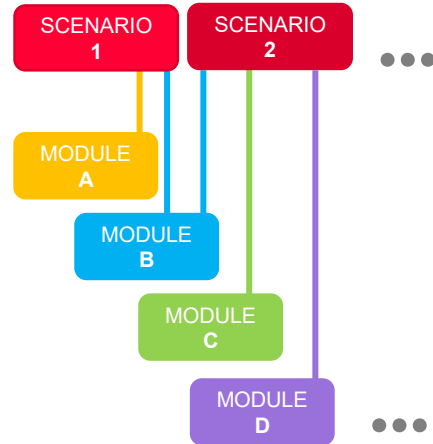 SCENARIO
1
SCENARIO
2
MODULE
A
MODULE
B
MODULE
C
MODULE
D